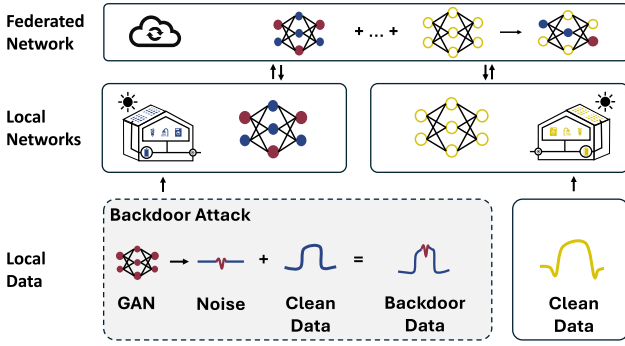 Federated
Network
+ ... +
Local
Networks
Backdoor Attack
Local
Data
+
=
GAN
Noise
Clean
Data
Backdoor
Data
Clean
Data